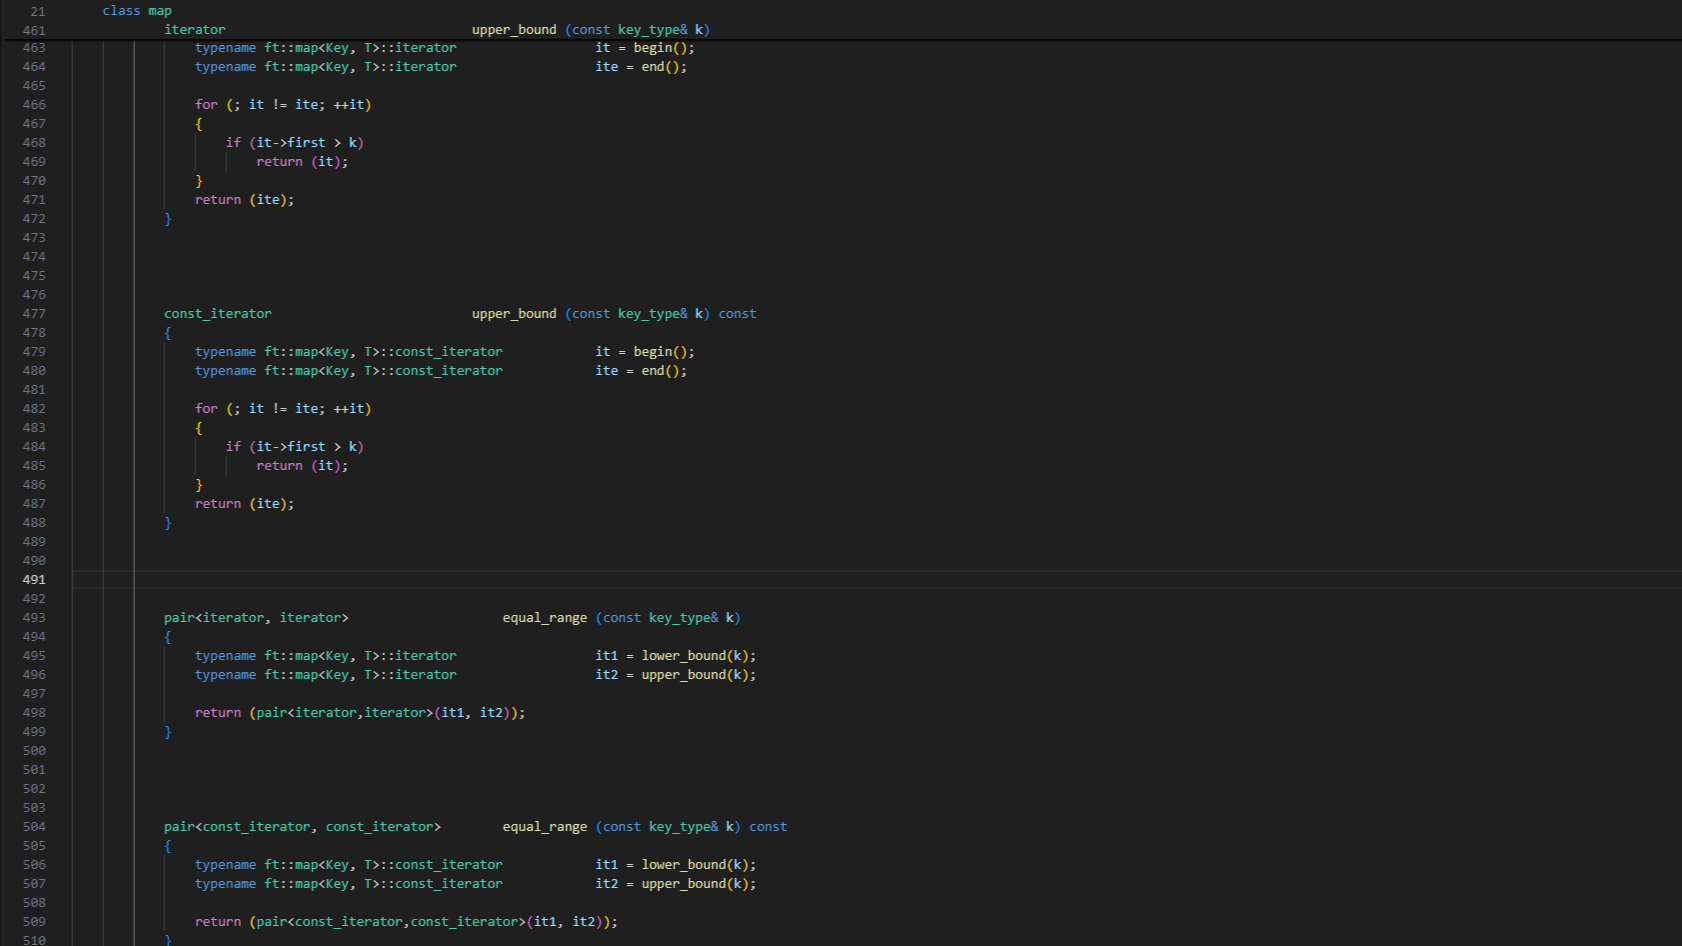 21 class map
461 iterator upper_bound (const key_type& k)
463 typename ft::map<Key, T>::iterator it = begin();
464 typename ft::map<Key, T>::iterator ite = end();
465
466 for (; it != ite; ++it)
467 {
468 if (it->first > k)
469 return (it);
470 }
471 return (ite);
472 }
473
474
475
476
477 const_iterator upper_bound (const key_type& k) const
478 {
479 typename ft::map<Key, T>::const_iterator it = begin();
480 typename ft::map<Key, T>::const_iterator ite = end();
481
482 for (; it != ite; ++it)
483 {
484 if (it->first > k)
485 return (it);
486 }
487 return (ite);
488 }
489
490
491
492
493 pair<iterator, iterator> equal_range (const key_type& k)
494 {
495 typename ft::map<Key, T>::iterator it1 = lower_bound(k);
496 typename ft::map<Key, T>::iterator it2 = upper_bound(k);
497
498 return (pair<iterator,iterator>(it1, it2));
499 }
500
501
502
503
504 pair<const_iterator, const_iterator> equal_range (const key_type& k) const
505 {
506 typename ft::map<Key, T>::const_iterator it1 = lower_bound(k);
507 typename ft::map<Key, T>::const_iterator it2 = upper_bound(k);
508
509 return (pair<const_iterator,const_iterator>(it1, it2));
510 }